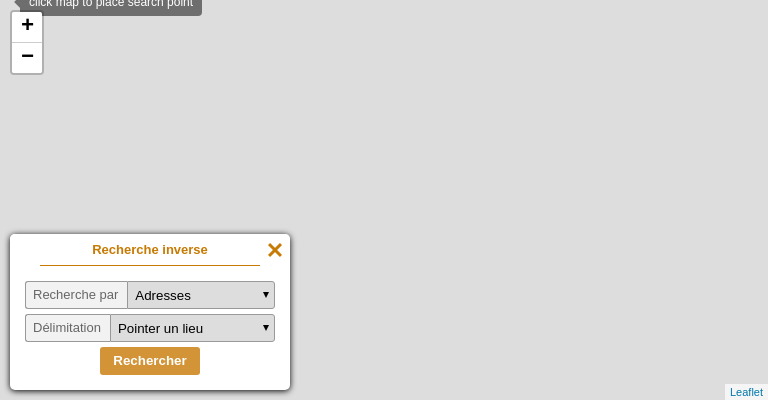 click map to place search point
+
−
Recherche inverse
×
Recherche par Adresses
Délimitation Pointer un lieu
Rechercher
Leaflet